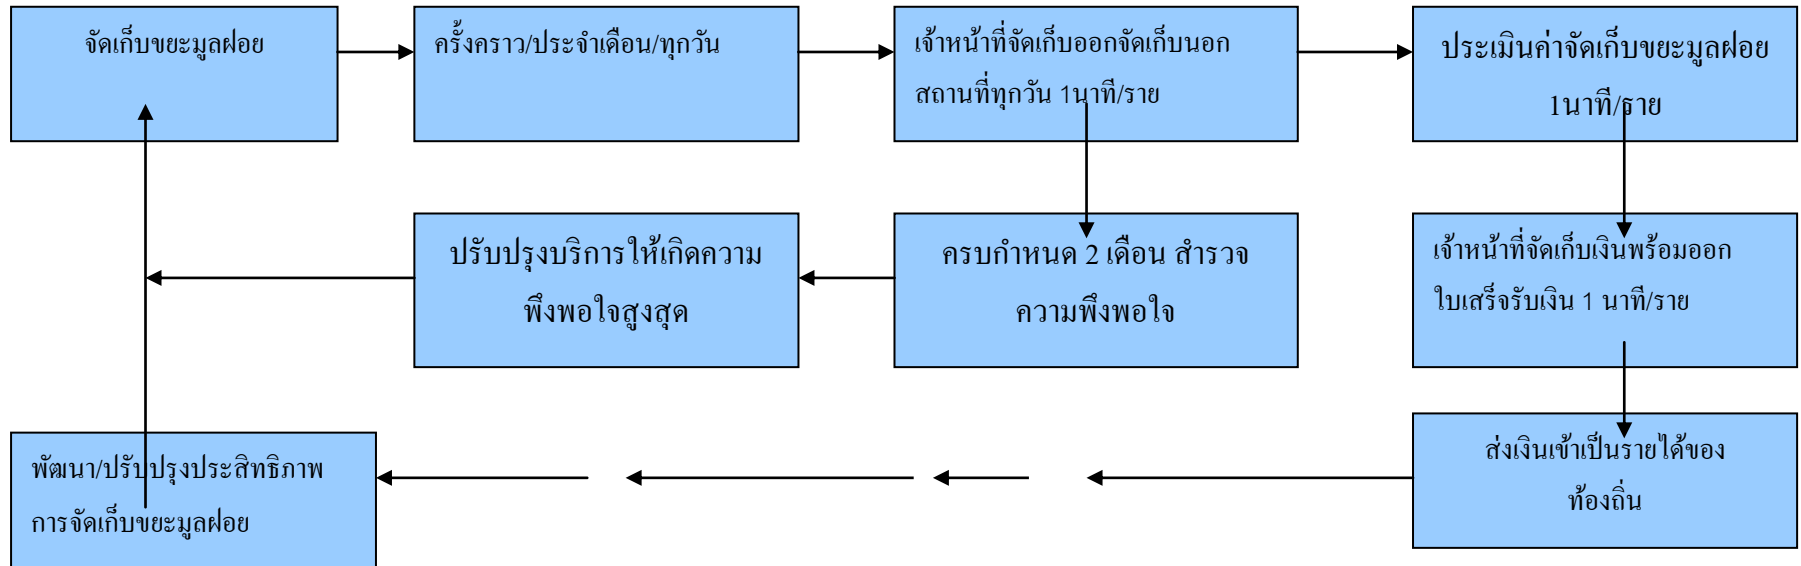 จัดเก็บขยะมูลฝอย
ครั้งคราว/ประจำเดือน/ทุกวัน
เจ้าหน้าที่จัดเก็บออกจัดเก็บนอก
สถานที่ทุกวัน 1นาที/ราย
ประเมินค่าจัดเก็บขยะมูลฝอย
1นาที/ราย
ปรับปรุงบริการให้เกิดความ
พึงพอใจสูงสุด
ครบกำหนด 2 เดือน สำรวจ
ความพึงพอใจ
เจ้าหน้าที่จัดเก็บเงินพร้อมออก
ใบเสร็จรับเงิน 1 นาที/ราย
พัฒนา/ปรับปรุงประสิทธิภาพ
การจัดเก็บขยะมูลฝอย
ส่งเงินเข้าเป็นรายได้ของ
ท้องถิ่น